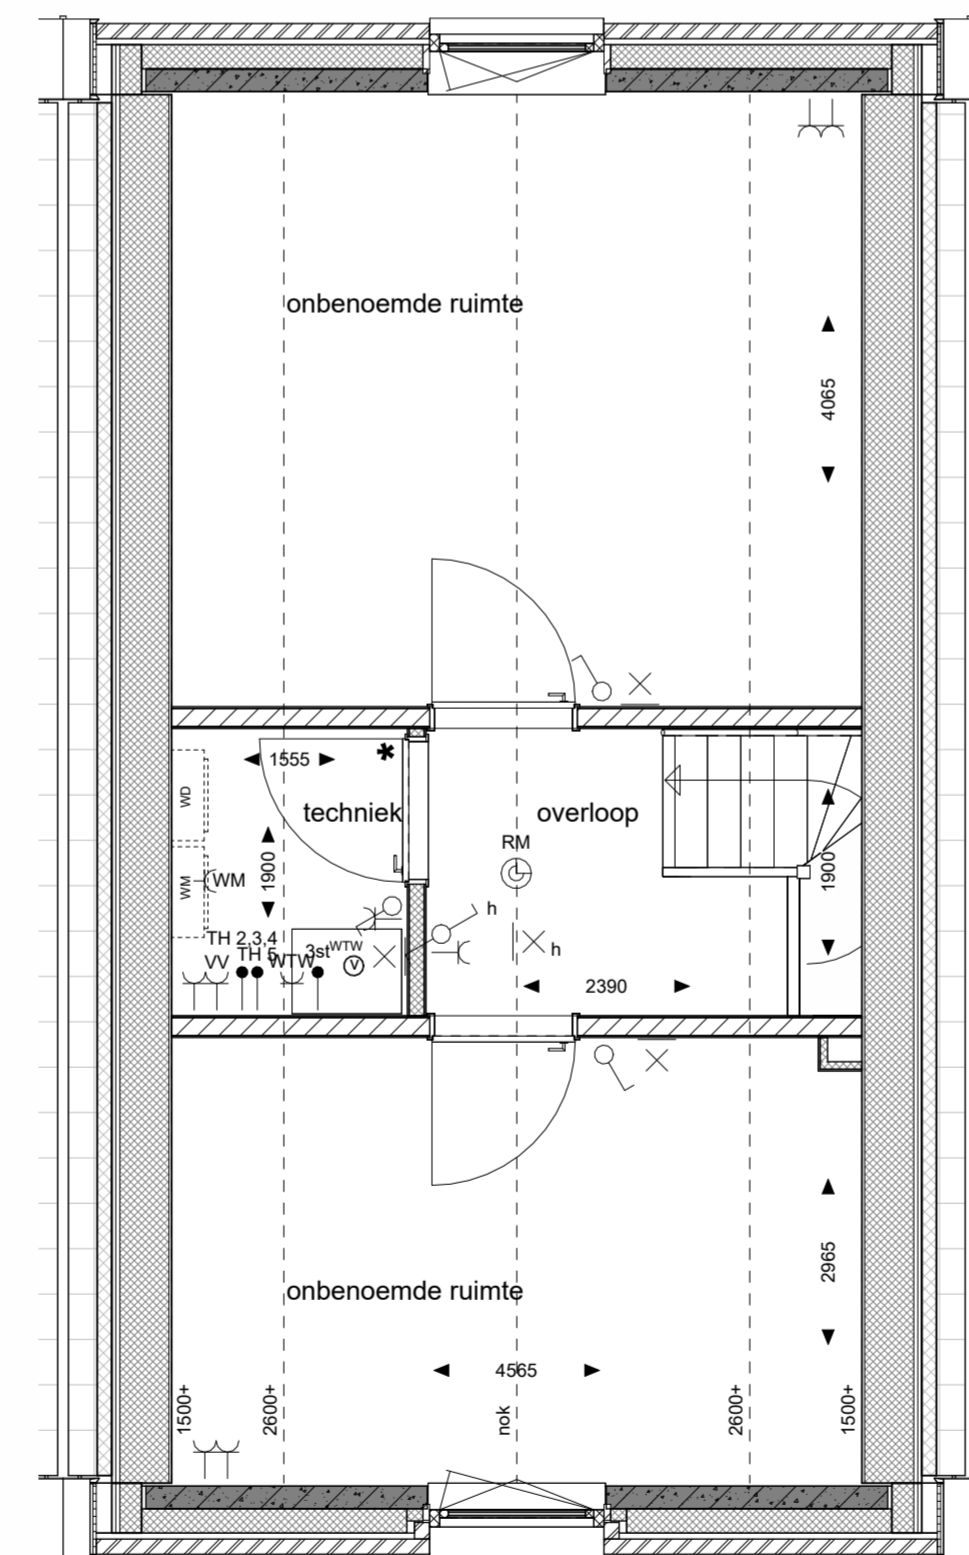 onbenoemde ruimte
4065
1555
*
WD
techniek
overloop
RM
WM
WM
1900
1900
h
TH 2,3,4
TH 5
VV
WTW
3st
WTW
V
h
2390
2965
onbenoemde ruimte
4565
1500+
2600+
nok
2600+
1500+